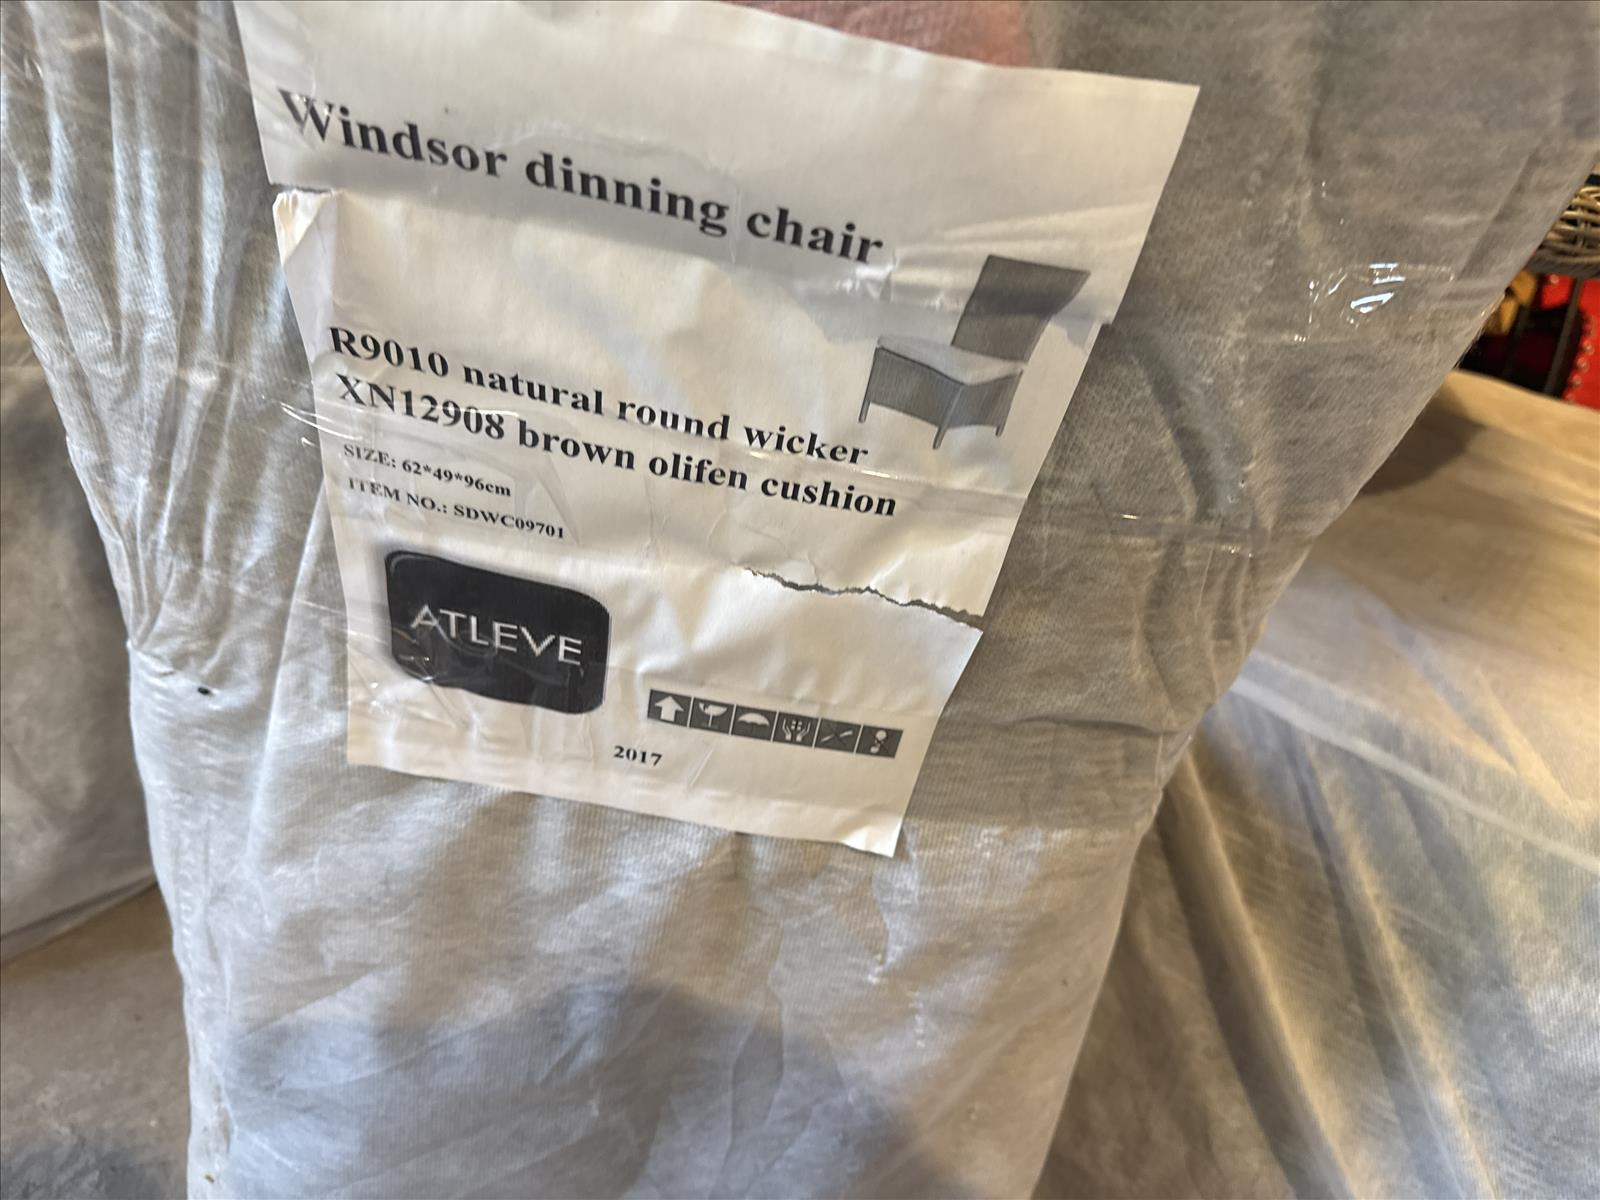 Windsor dinning chair
R9010 natural round wicker
XN12908 brown olifen cushion
SIZE: 62*49*96cm
ITEM NO.: SDWC09701
ATLEVE
2017